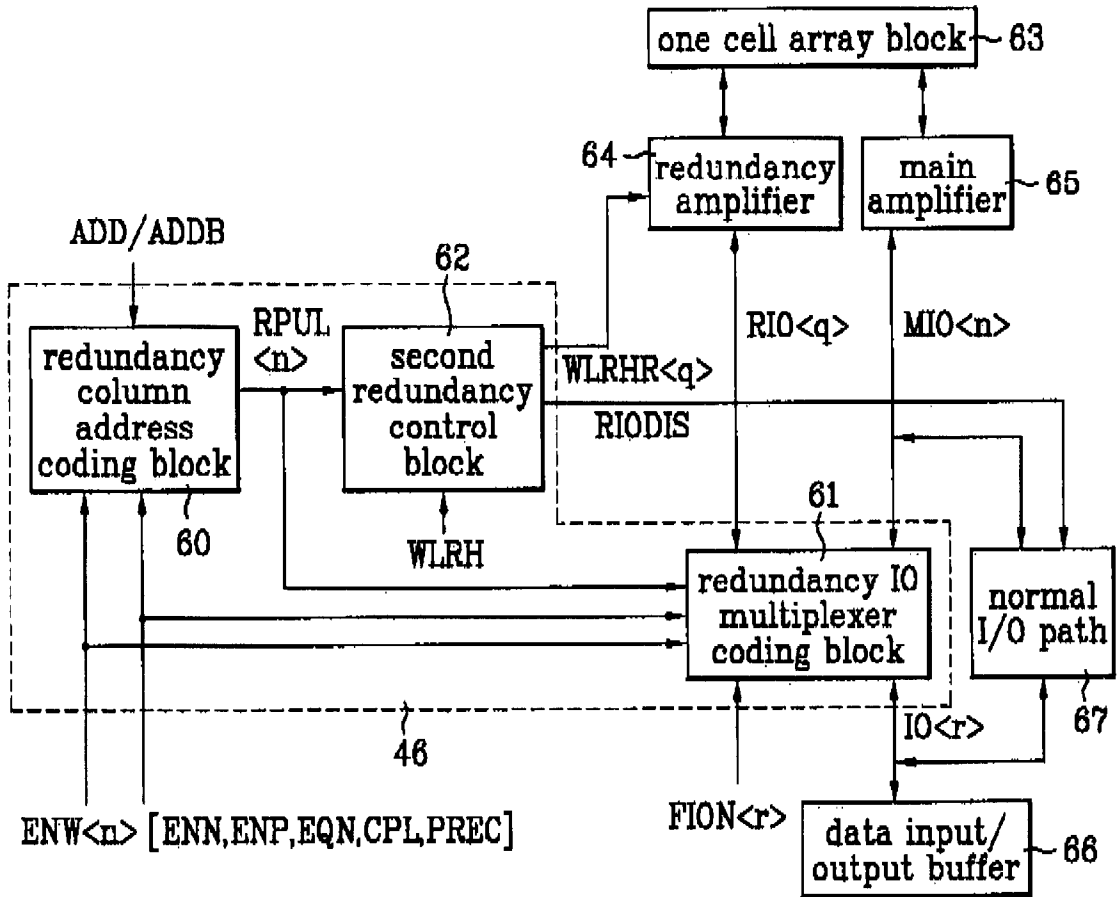 one cell array block
63
64
redundancy
amplifier
main
amplifier
65
ADD/ADDB
62
RPUL
<n>
redundancy
column
address
coding block
60
second
redundancy
control
block
WLRHR<q>
RIODIS
RIO<q>
MIO<n>
WLRH
61
redundancy IO
multiplexer
coding block
normal
I/O path
67
46
IO<r>
ENW<n>
[ENN,ENP,EQN,CPL,PREC]
FION<r>
data input/
output buffer
66